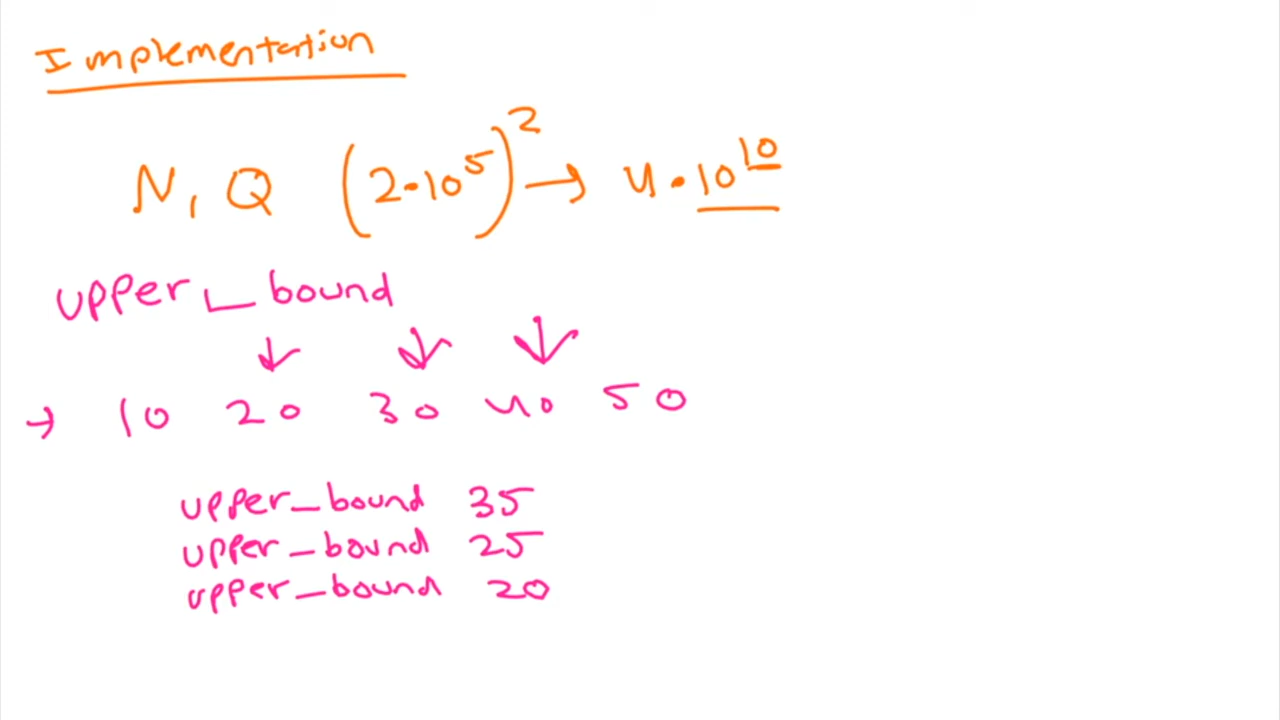 Implementation
N, Q (2·10^5)^2 → 4·10^10
upper_bound
→ 10 20 30 40 50
upper_bound 35
upper_bound 25
upper_bound 20